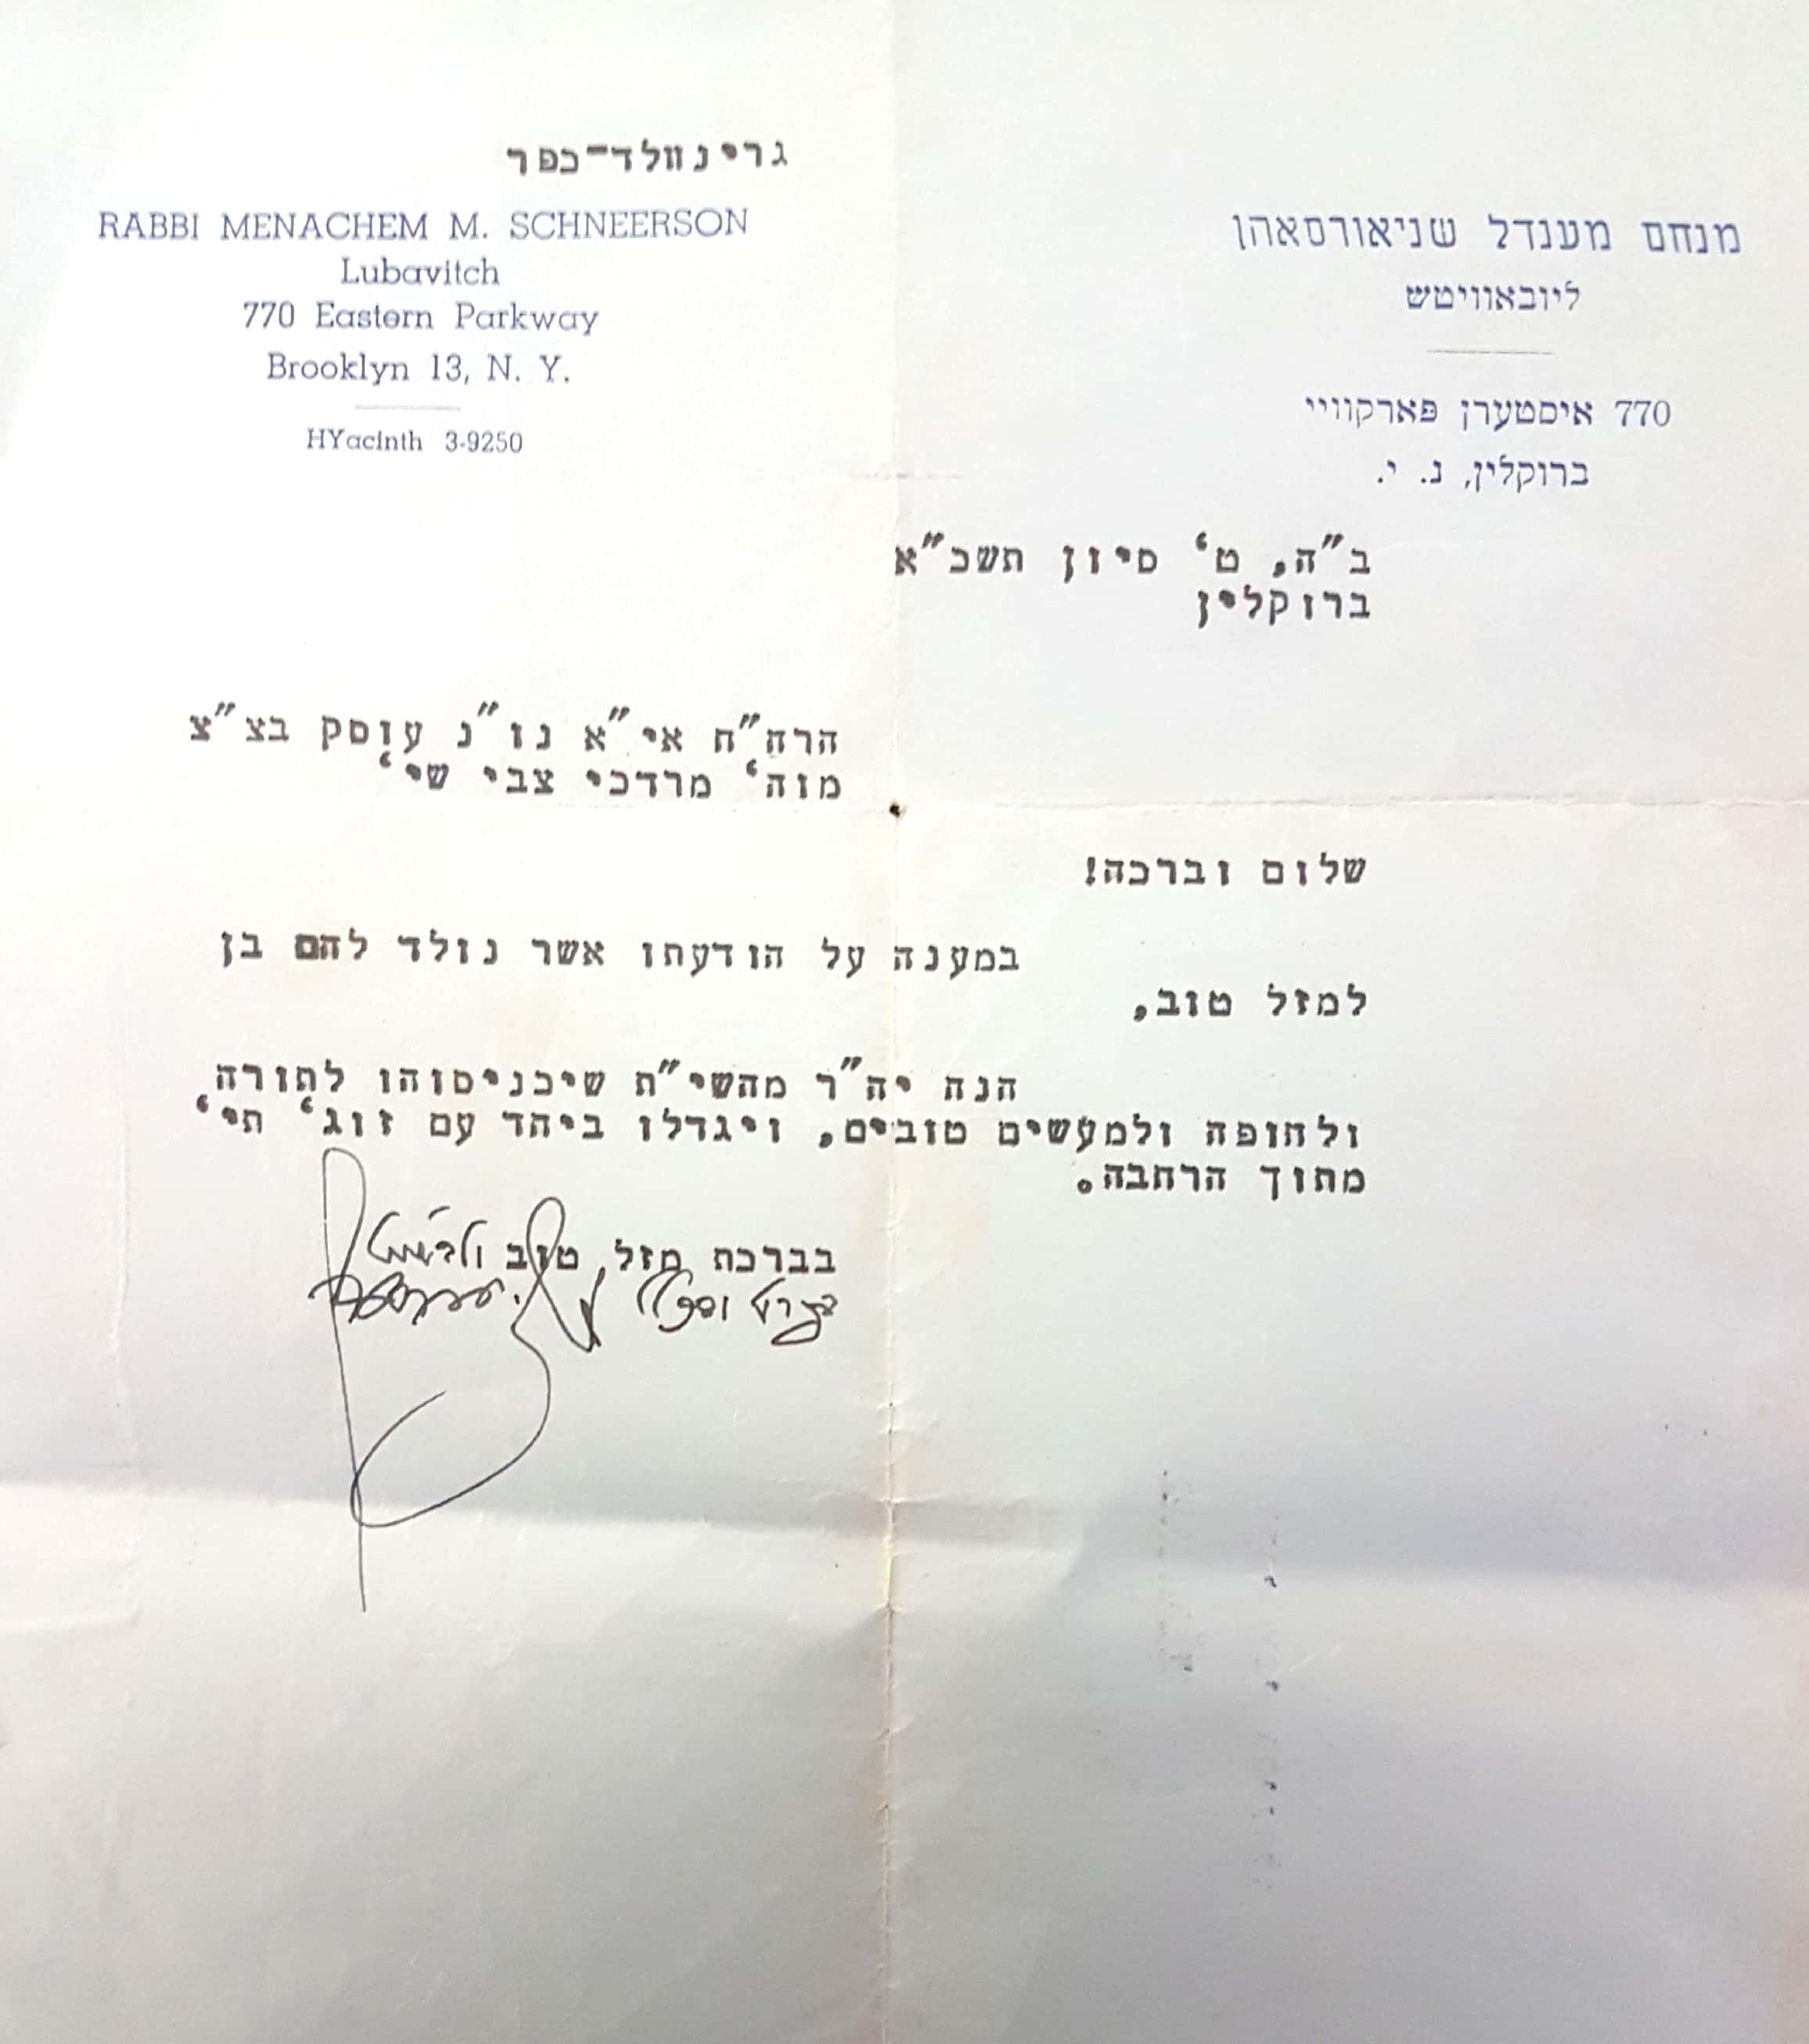 גרינוולד-כפר
RABBI MENACHEM M. SCHNEERSON
Lubavitch
770 Eastern Parkway
Brooklyn 13, N. Y.
HYacinth 3-9250
מנחם מענדל שניאורסאהן
ליובאוויטש
770 איסטערן פארקוויי
ברוקלין, נ. י.
ב"ה, ט' סיון תשכ"א
ברוקלין
הרה"ח אי"א נו"נ עוסק בצ"צ
מוה' מרדכי צבי שי'
שלום וברכה!
במענה על הודעתו אשר נולד להם בן
למזל טוב,
הנה יה"ר מהשי"ת שיכניסוהו לתורה
ולחופה ולמעשים טובים, ויגדלו ביחד עם זוג' תי'
מתוך הרחבה.
בברכת מזל טוב